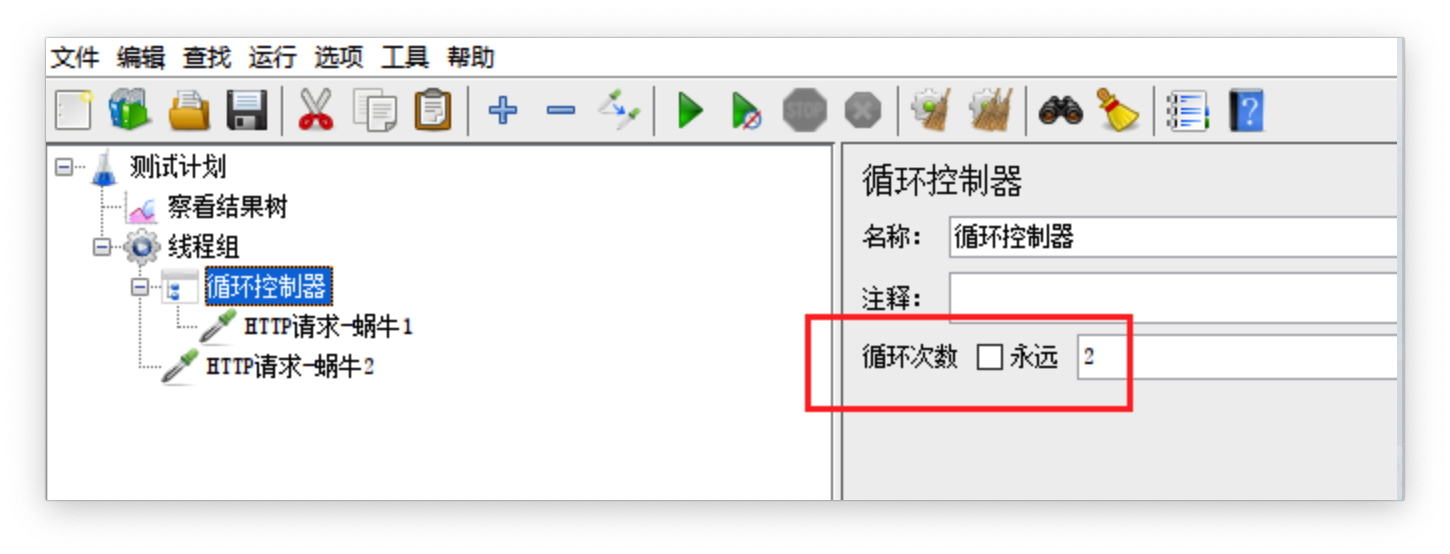 文件 编辑 查找 运行 选项 工具 帮助
STOP
测试计划
察看结果树
线程组
循环控制器
HTTP请求-蜗牛1
HTTP请求-蜗牛2
循环控制器
名称： 循环控制器
注释：
循环次数 永远 2